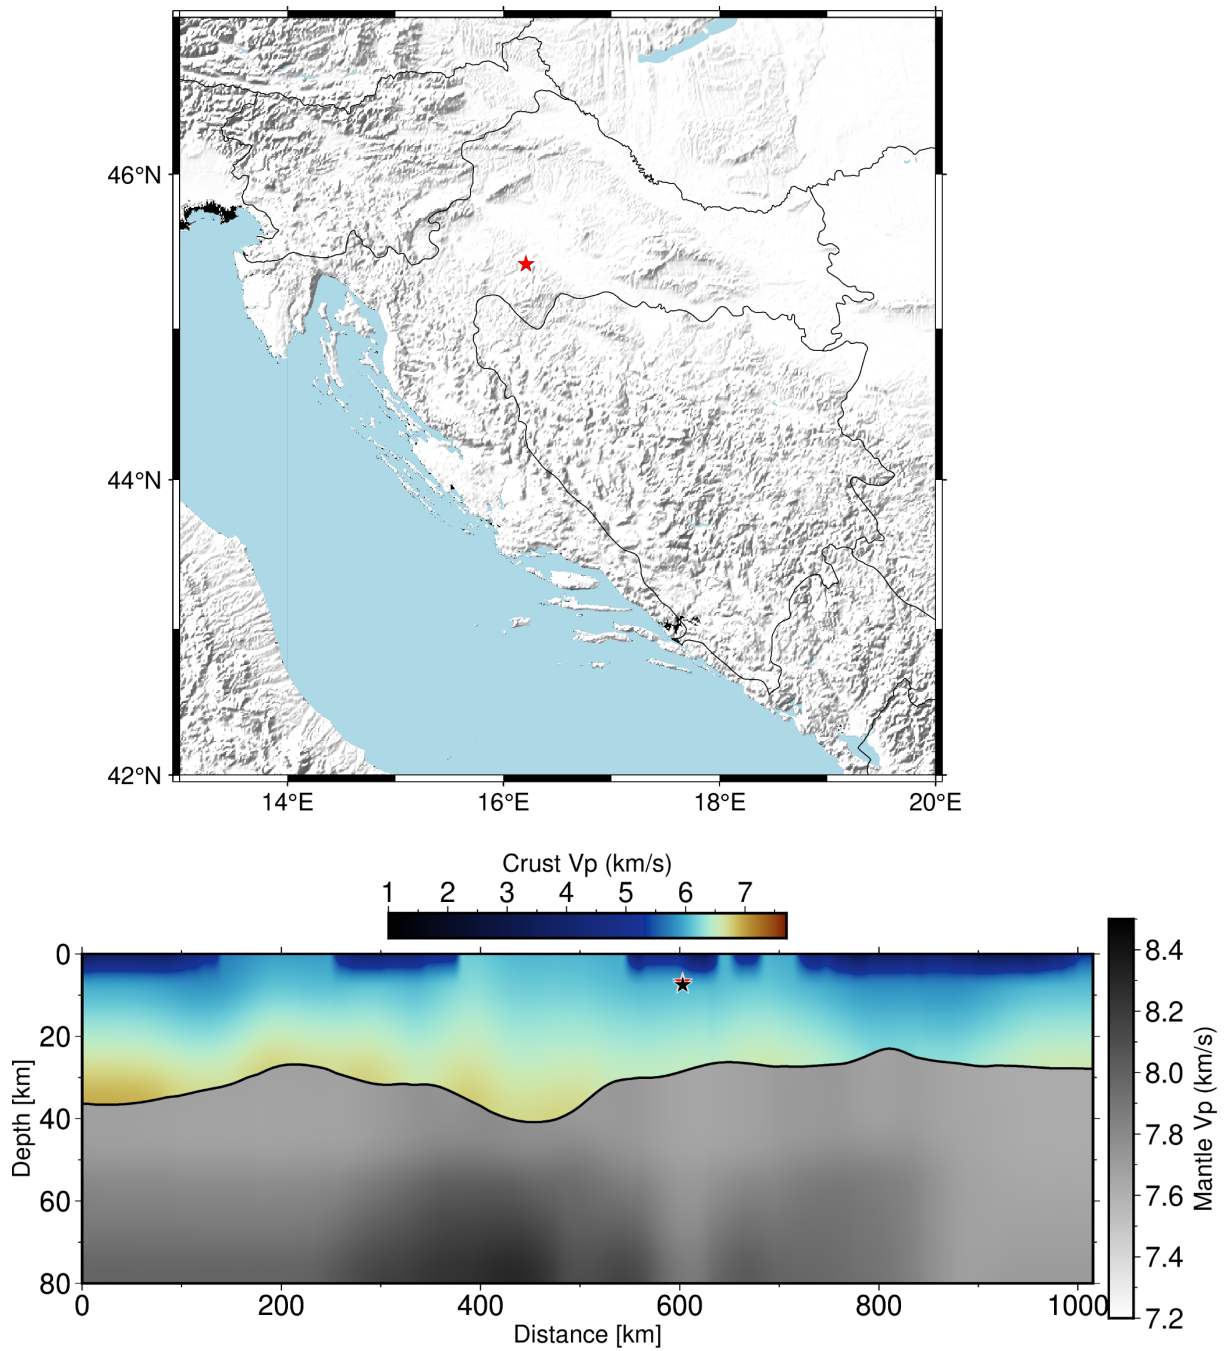 46°N
44°N
42°N
14°E 16°E 18°E 20°E
Crust Vp (km/s)
1 2 3 4 5 6 7
0
20
40
60
80
Depth [km]
0 200 400 600 800 1000
Distance [km]
8.4
8.2
8.0
7.8
7.6
7.4
7.2
Mantle Vp (km/s)